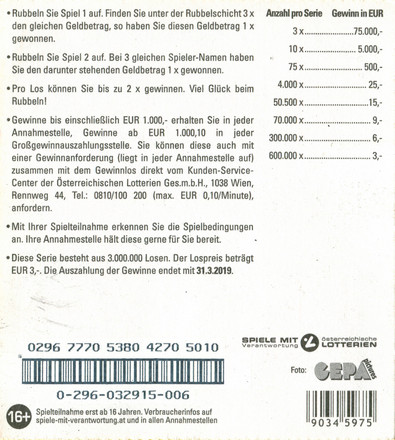 • Rubbeln Sie Spiel 1 auf. Finden Sie unter der Rubbelschicht 3 x
den gleichen Geldbetrag, so haben Sie diesen Geldbetrag 1 x
gewonnen.
• Rubbeln Sie Spiel 2 auf. Bei 3 gleichen Spieler-Namen haben
Sie den darunter stehenden Geldbetrag 1 x gewonnen.
• Pro Los können Sie bis zu 2 x gewinnen. Viel Glück beim
Rubbeln!
• Gewinne bis einschließlich EUR 1.000,- erhalten Sie in jeder
Annahmestelle, Gewinne ab EUR 1.000,10 in jeder
Großgewinnauszahlungsstelle. Sie können diese auch mit
einer Gewinnanforderung (liegt in jeder Annahmestelle auf)
zusammen mit dem Gewinnlos direkt vom Kunden-Service-
Center der Österreichischen Lotterien Ges.m.b.H., 1038 Wien,
Rennweg 44, Tel.: 0810/100 200 (max. EUR 0,10/Minute),
anfordern.
• Mit Ihrer Spielteilnahme erkennen Sie die Spielbedingungen
an. Ihre Annahmestelle hält diese gerne für Sie bereit.
• Diese Serie besteht aus 3.000.000 Losen. Der Lospreis beträgt
EUR 3,-. Die Auszahlung der Gewinne endet mit 31.3.2019.
Anzahl pro Serie Gewinn in EUR
3 x........................75.000,-
10 x........................5.000,-
75 x........................500,-
4.000 x........................25,-
50.500 x........................15,-
70.000 x........................9,-
300.000 x........................6,-
600.000 x........................3,-
0296 7770 5380 4270 5010
0-296-032915-006
16+
Spielteilnahme erst ab 16 Jahren. Verbraucherinfos auf
spiele-mit-verantwortung.at und in allen Annahmestellen
SPIELE MIT
Verantwortung
österreichische
LOTTERIEN
Foto: GEPA pictures
9034 5975